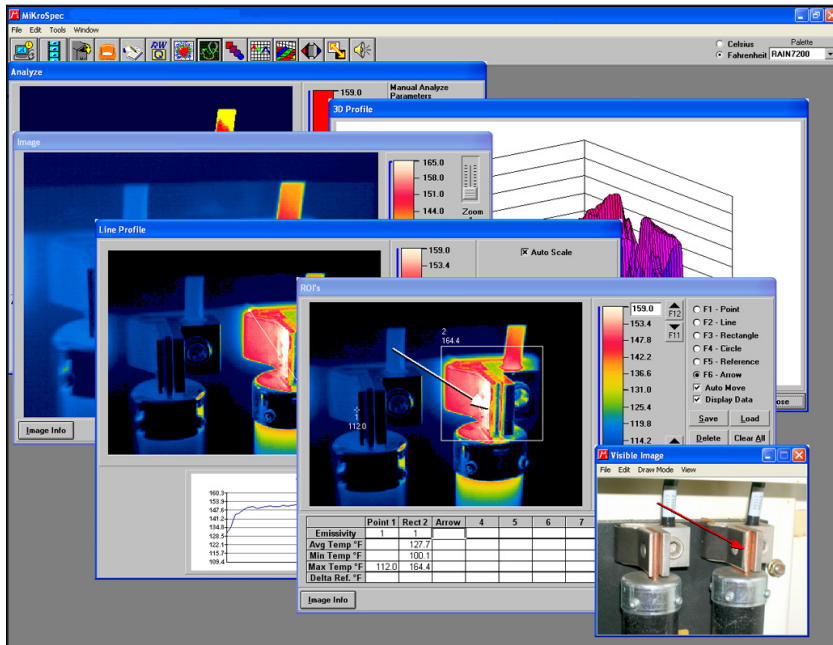 MiKroSpec
File Edit Tools Window
RW
Q
Celsius
Fahrenheit
Palette
RAIN7200
Analyze
159.0
Manual Analyze
Parameters
3D Profile
Image
165.0
158.0
151.0
144.0
Zoom
Line Profile
159.0
153.4
Auto Scale
ROI's
2
164.4
1
112.0
159.0
153.4
147.8
142.2
136.6
131.0
125.4
119.8
114.2
F12
F11
F1 - Point
F2 - Line
F3 - Rectangle
F4 - Circle
F5 - Reference
F6 - Arrow
Auto Move
Display Data
Save Load
Delete Clear All
Image Info
160.3
153.9
147.6
141.2
134.8
128.5
122.1
115.7
109.4
Point 1 Rect 2 Arrow 4 5 6 7
Emissivity 1 1
Avg Temp °F 127.7
Min Temp °F 100.1
Max Temp °F 112.0 164.4
Delta Ref. °F
Image Info
Visible Image
File Edit Draw Mode View